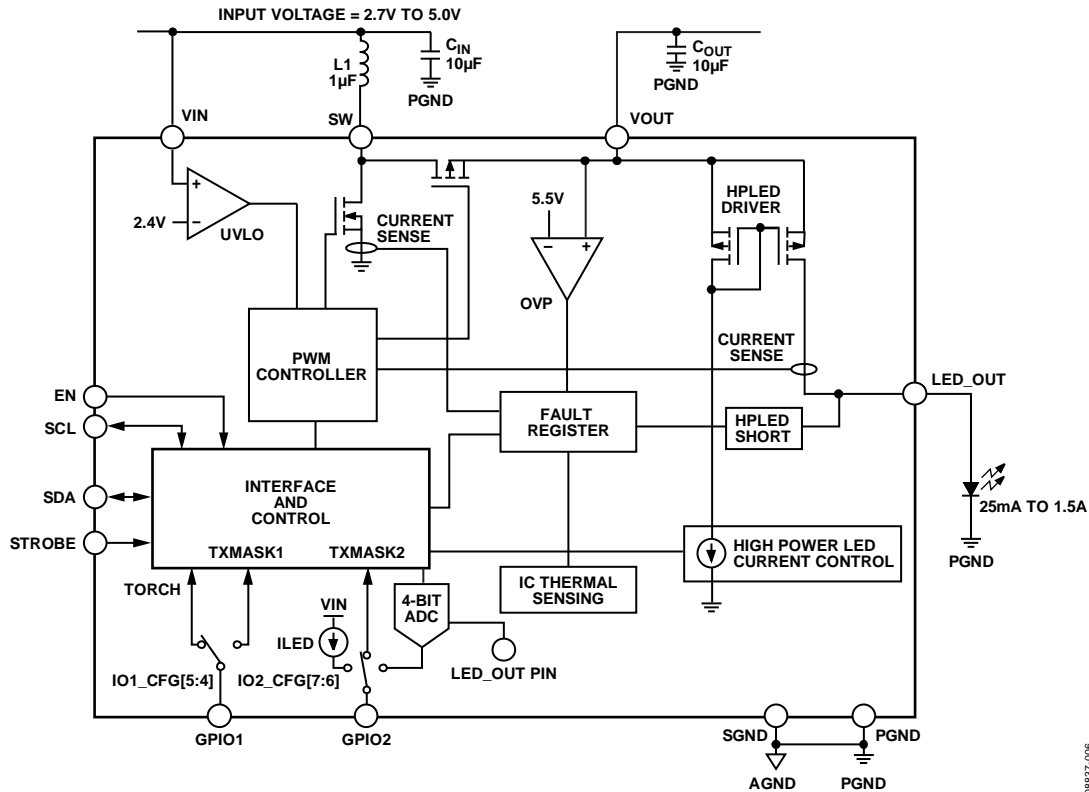 INPUT VOLTAGE = 2.7V TO 5.0V
L1
1µF
CIN
10µF
PGND
COUT
10µF
PGND
VIN
SW
VOUT
2.4V
+
−
UVLO
CURRENT
SENSE
5.5V
−
+
OVP
HPLED
DRIVER
PWM
CONTROLLER
CURRENT
SENSE
LED_OUT
EN
SCL
SDA
STROBE
FAULT
REGISTER
HPLED
SHORT
INTERFACE
AND
CONTROL
TXMASK1
TXMASK2
25mA TO 1.5A
PGND
HIGH POWER LED
CURRENT CONTROL
IC THERMAL
SENSING
TORCH
VIN
ILED
4-BIT
ADC
LED_OUT PIN
IO1_CFG[5:4]
IO2_CFG[7:6]
GPIO1
GPIO2
SGND
PGND
AGND
PGND
08837-006